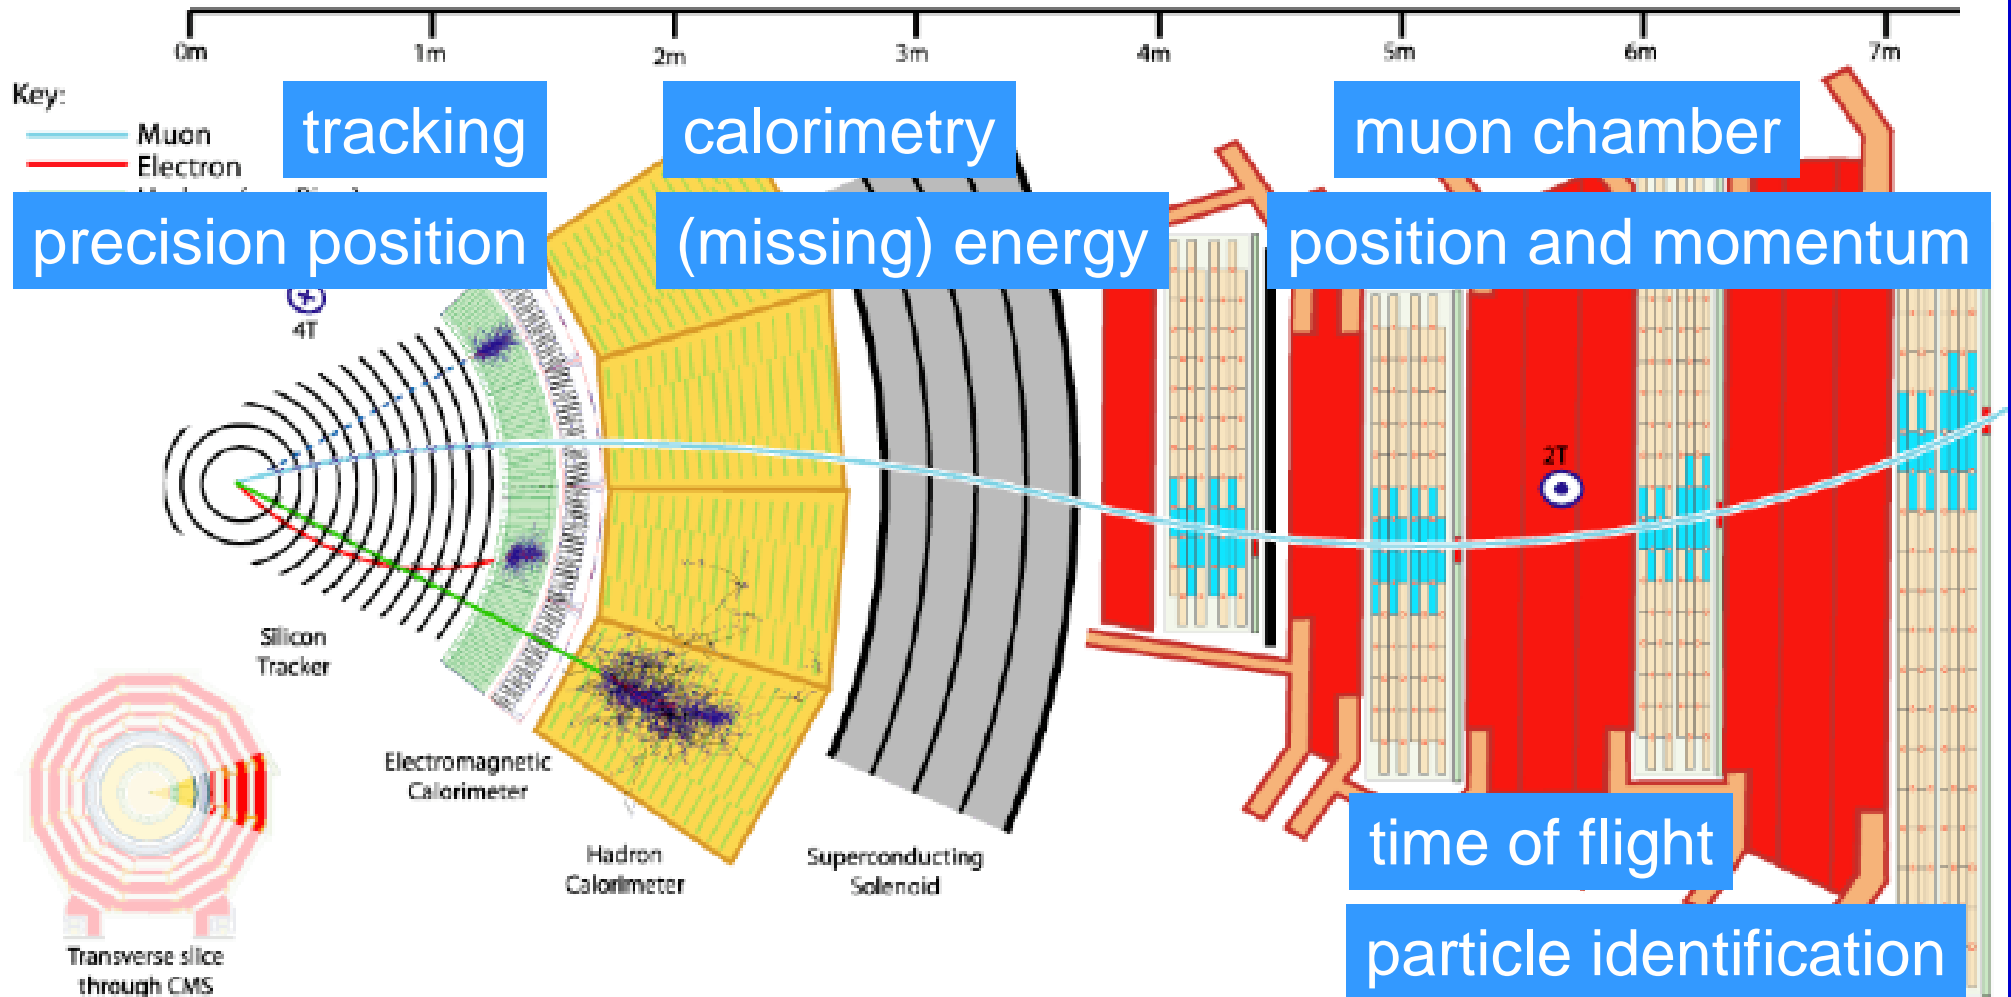 0m 1m 2m 3m 4m 5m 6m 7m
Key:
Muon
Electron
tracking
calorimetry
muon chamber
precision position
(missing) energy
position and momentum
4T
2T
Silicon
Tracker
Electromagnetic
Calorimeter
Hadron
Calorimeter
Superconducting
Solenoid
time of flight
particle identification
Transverse slice
through CMS